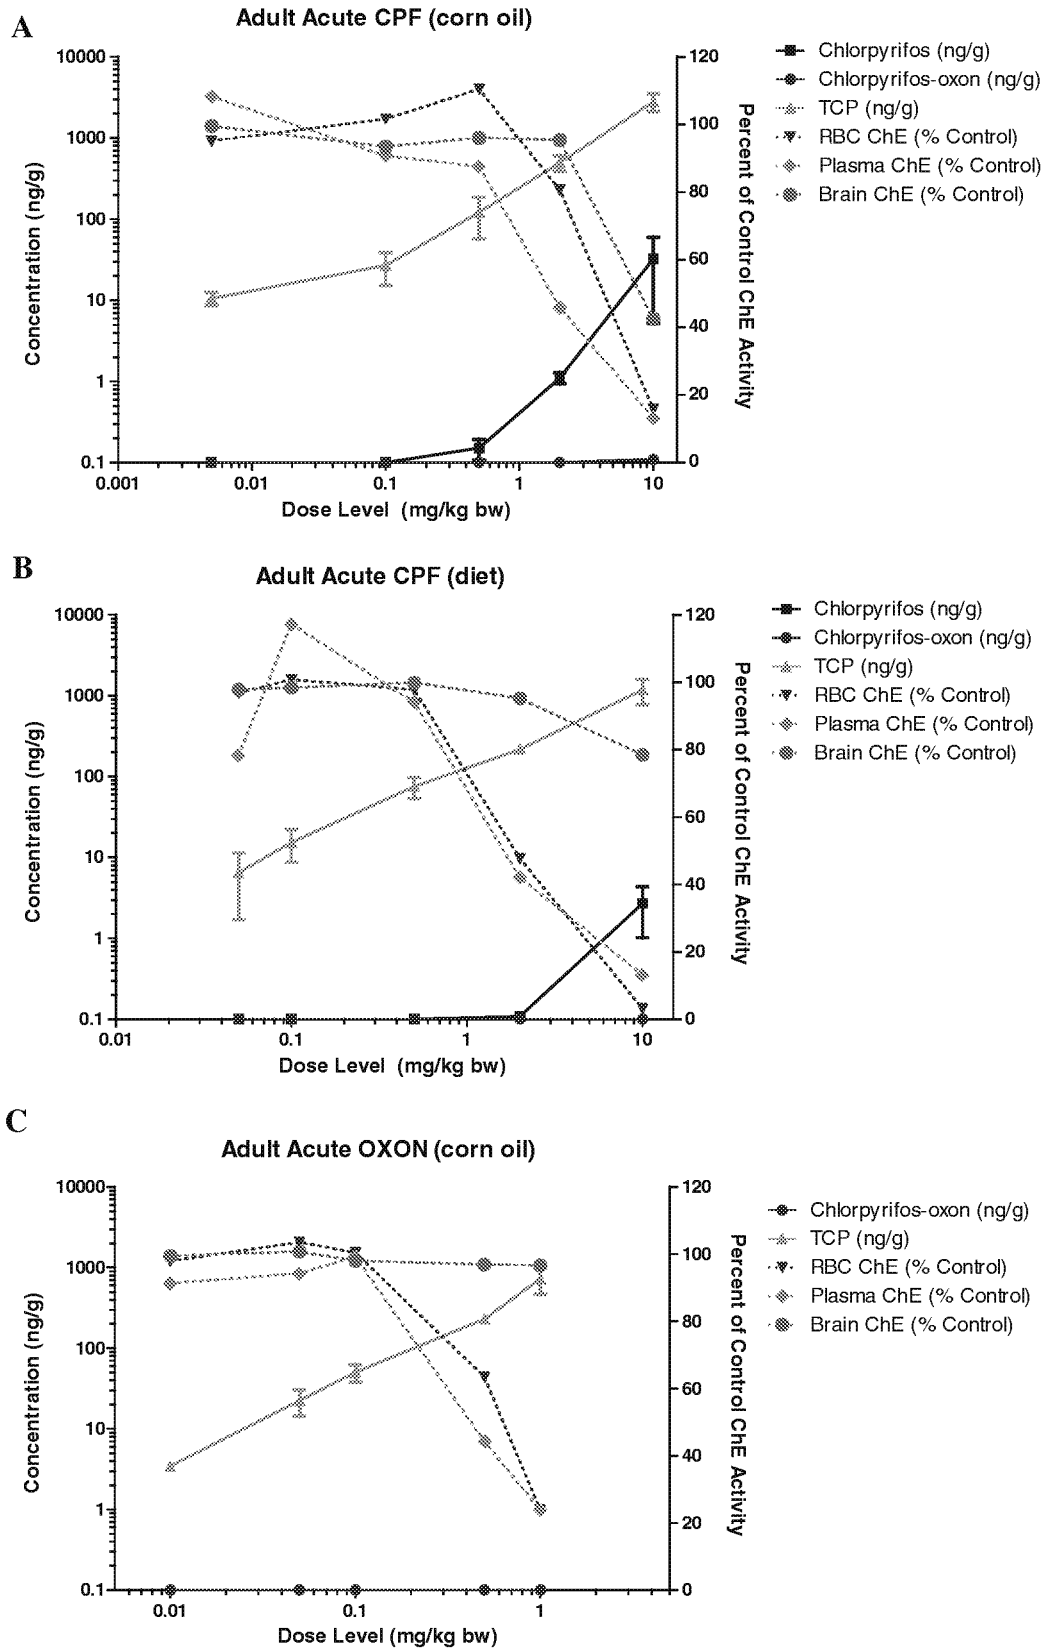 A
Adult Acute CPF (corn oil)
10000
1000
100
10
1
0.1
Concentration (ng/g)
120
100
80
60
40
20
0
Percent of Control ChE Activity
0.001
0.01
0.1
1
10
Dose Level (mg/kg bw)
Chlorpyrifos (ng/g)
Chlorpyrifos-oxon (ng/g)
TCP (ng/g)
RBC ChE (% Control)
Plasma ChE (% Control)
Brain ChE (% Control)
B
Adult Acute CPF (diet)
10000
1000
100
10
1
0.1
Concentration (ng/g)
120
100
80
60
40
20
0
Percent of Control ChE Activity
0.01
0.1
1
10
Dose Level (mg/kg bw)
Chlorpyrifos (ng/g)
Chlorpyrifos-oxon (ng/g)
TCP (ng/g)
RBC ChE (% Control)
Plasma ChE (% Control)
Brain ChE (% Control)
C
Adult Acute OXON (corn oil)
10000
1000
100
10
1
0.1
Concentration (ng/g)
120
100
80
60
40
20
0
Percent of Control ChE Activity
0.01
0.1
1
Dose Level (mg/kg bw)
Chlorpyrifos-oxon (ng/g)
TCP (ng/g)
RBC ChE (% Control)
Plasma ChE (% Control)
Brain ChE (% Control)